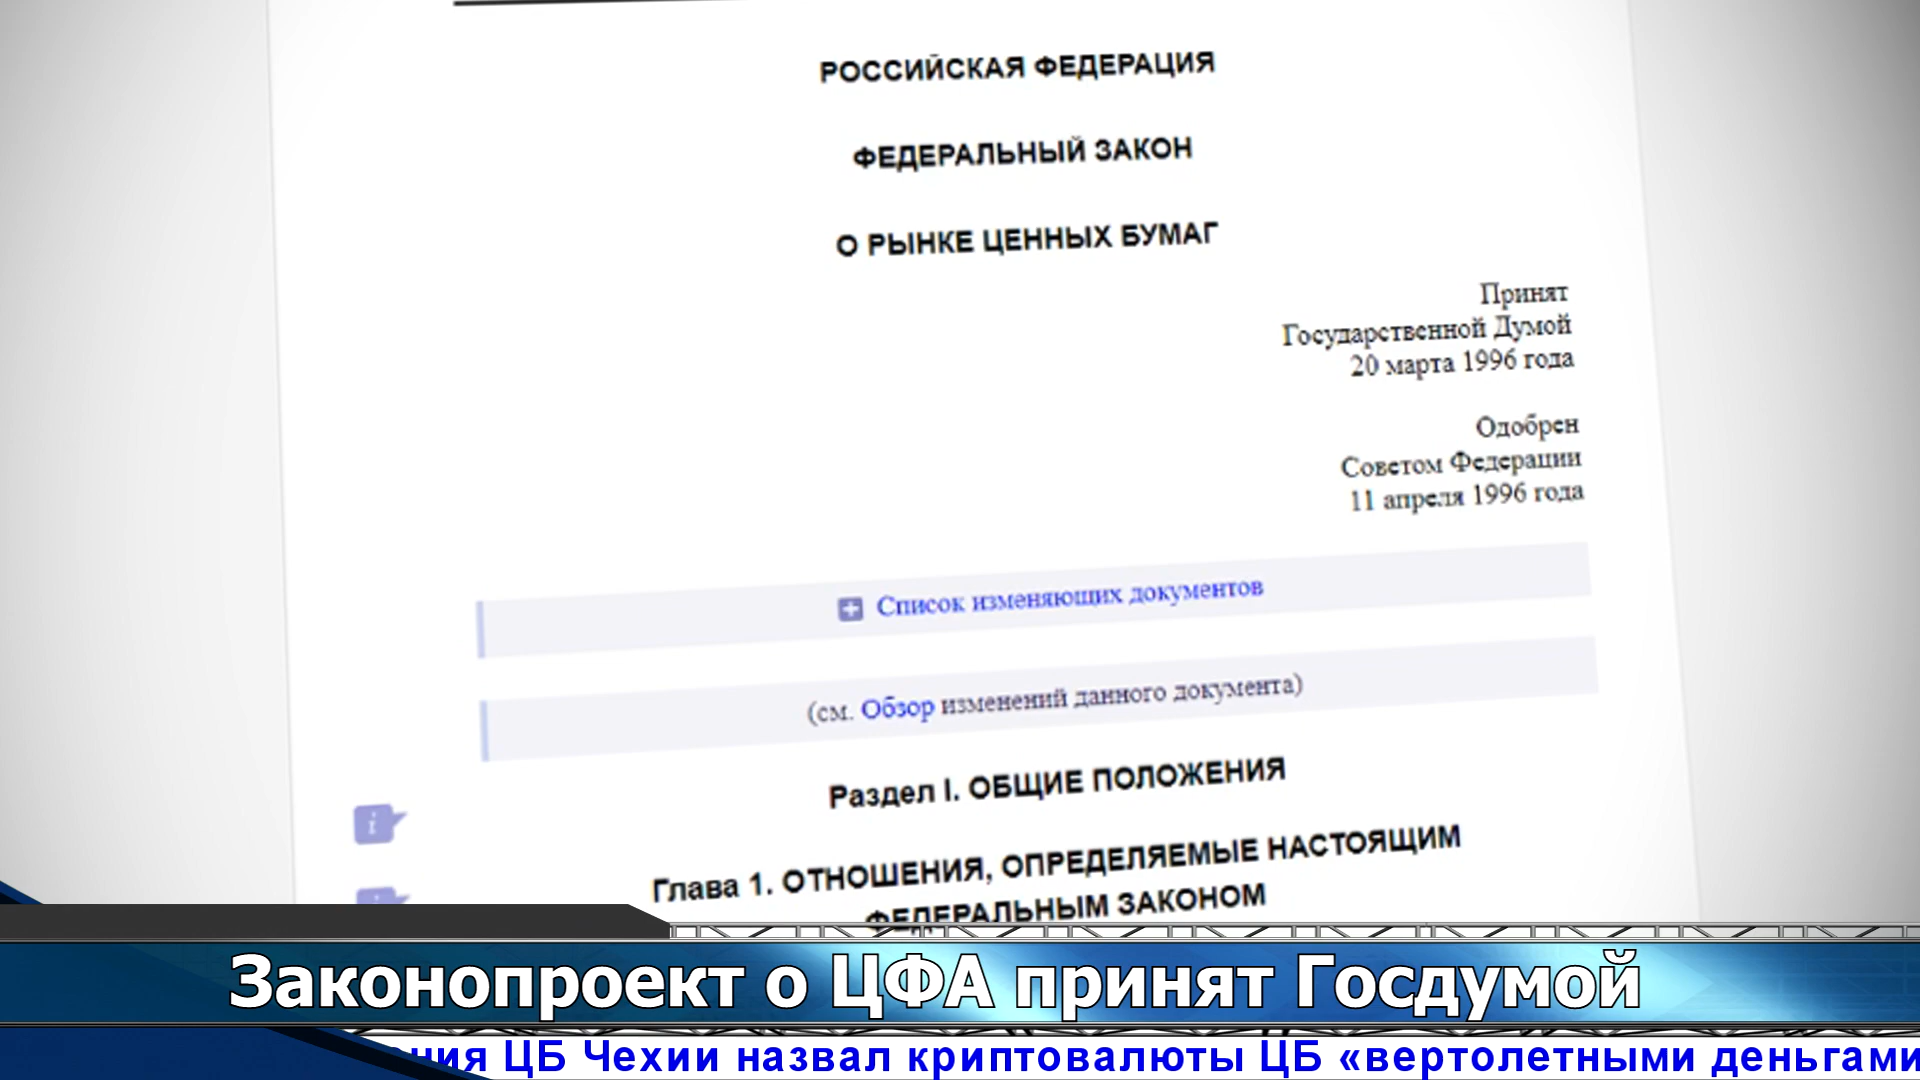 РОССИЙСКАЯ ФЕДЕРАЦИЯ
ФЕДЕРАЛЬНЫЙ ЗАКОН
О РЫНКЕ ЦЕННЫХ БУМАГ
Принят
Государственной Думой
20 марта 1996 года
Одобрен
Советом Федерации
11 апреля 1996 года
Список изменяющих документов
(см. Обзор изменений данного документа)
Раздел I. ОБЩИЕ ПОЛОЖЕНИЯ
i
Глава 1. ОТНОШЕНИЯ, ОПРЕДЕЛЯЕМЫЕ НАСТОЯЩИМ
ФЕДЕРАЛЬНЫМ ЗАКОНОМ
Законопроект о ЦФА принят Госдумой
ЦБ Чехии назвал криптовалюты ЦБ «вертолетными деньгами